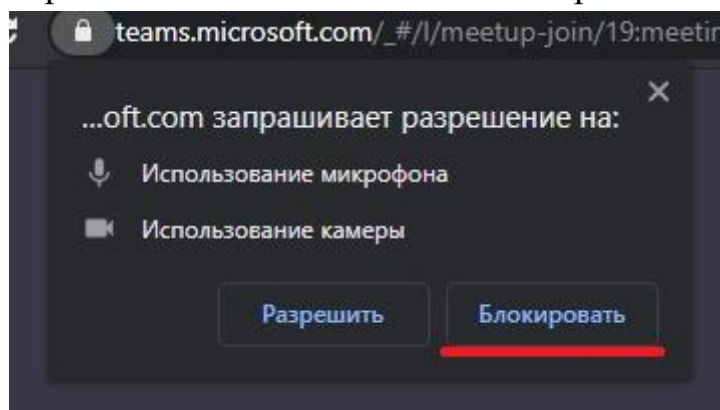 teams.microsoft.com/_#/l/meetup-join/19:meetin
...oft.com запрашивает разрешение на:
Использование микрофона
Использование камеры
Разрешить
Блокировать